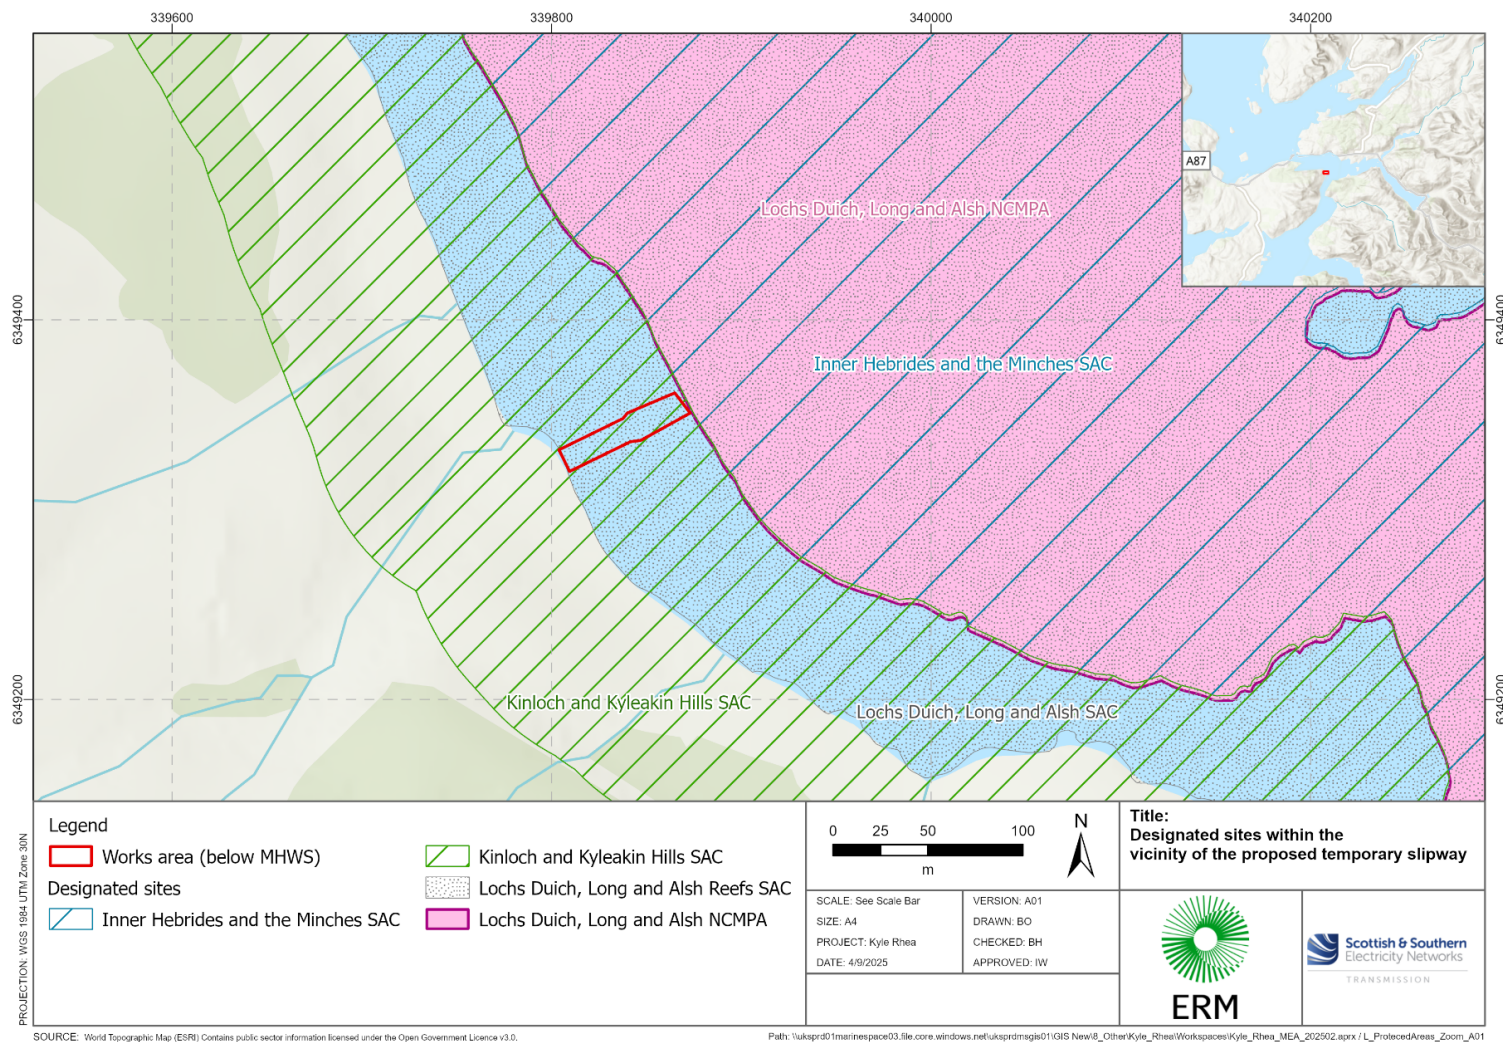 339600
339800
340000
340200
A87
Lochs Duich, Long and Alsh NCMPA
6349400
6349400
Inner Hebrides and the Minches SAC
6349200
6349200
Kinloch and Kyleakin Hills SAC
Lochs Duich, Long and Alsh SAC
PROJECTION: WGS 1984 UTM Zone 30N
Legend
Works area (below MHWS)
Designated sites
Inner Hebrides and the Minches SAC
Kinloch and Kyleakin Hills SAC
Lochs Duich, Long and Alsh Reefs SAC
Lochs Duich, Long and Alsh NCMPA
0 25 50 100
m
N
SCALE: See Scale Bar
SIZE: A4
PROJECT: Kyle Rhea
DATE: 4/9/2025
VERSION: A01
DRAWN: BO
CHECKED: BH
APPROVED: IW
Title:
Designated sites within the
vicinity of the proposed temporary slipway
ERM
Scottish & Southern
Electricity Networks
TRANSMISSION
SOURCE: World Topographic Map (ESRI) Contains public sector information licensed under the Open Government Licence v3.0,
Path: \\uksprd01marinespace03.file.core.windows.net\uksprdmsgis01\GIS New\8_Other\Kyle_Rhea\Workspaces\Kyle_Rhea_MEA_202502.aprx / L_ProtecedAreas_Zoom_A01